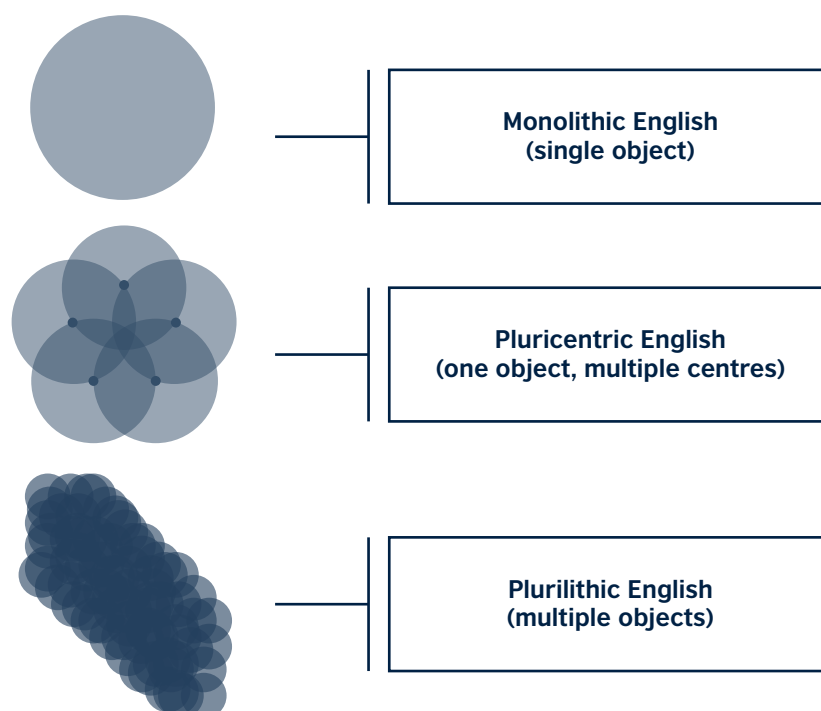 Monolithic English
(single object)
Pluricentric English
(one object, multiple centres)
Plurilithic English
(multiple objects)